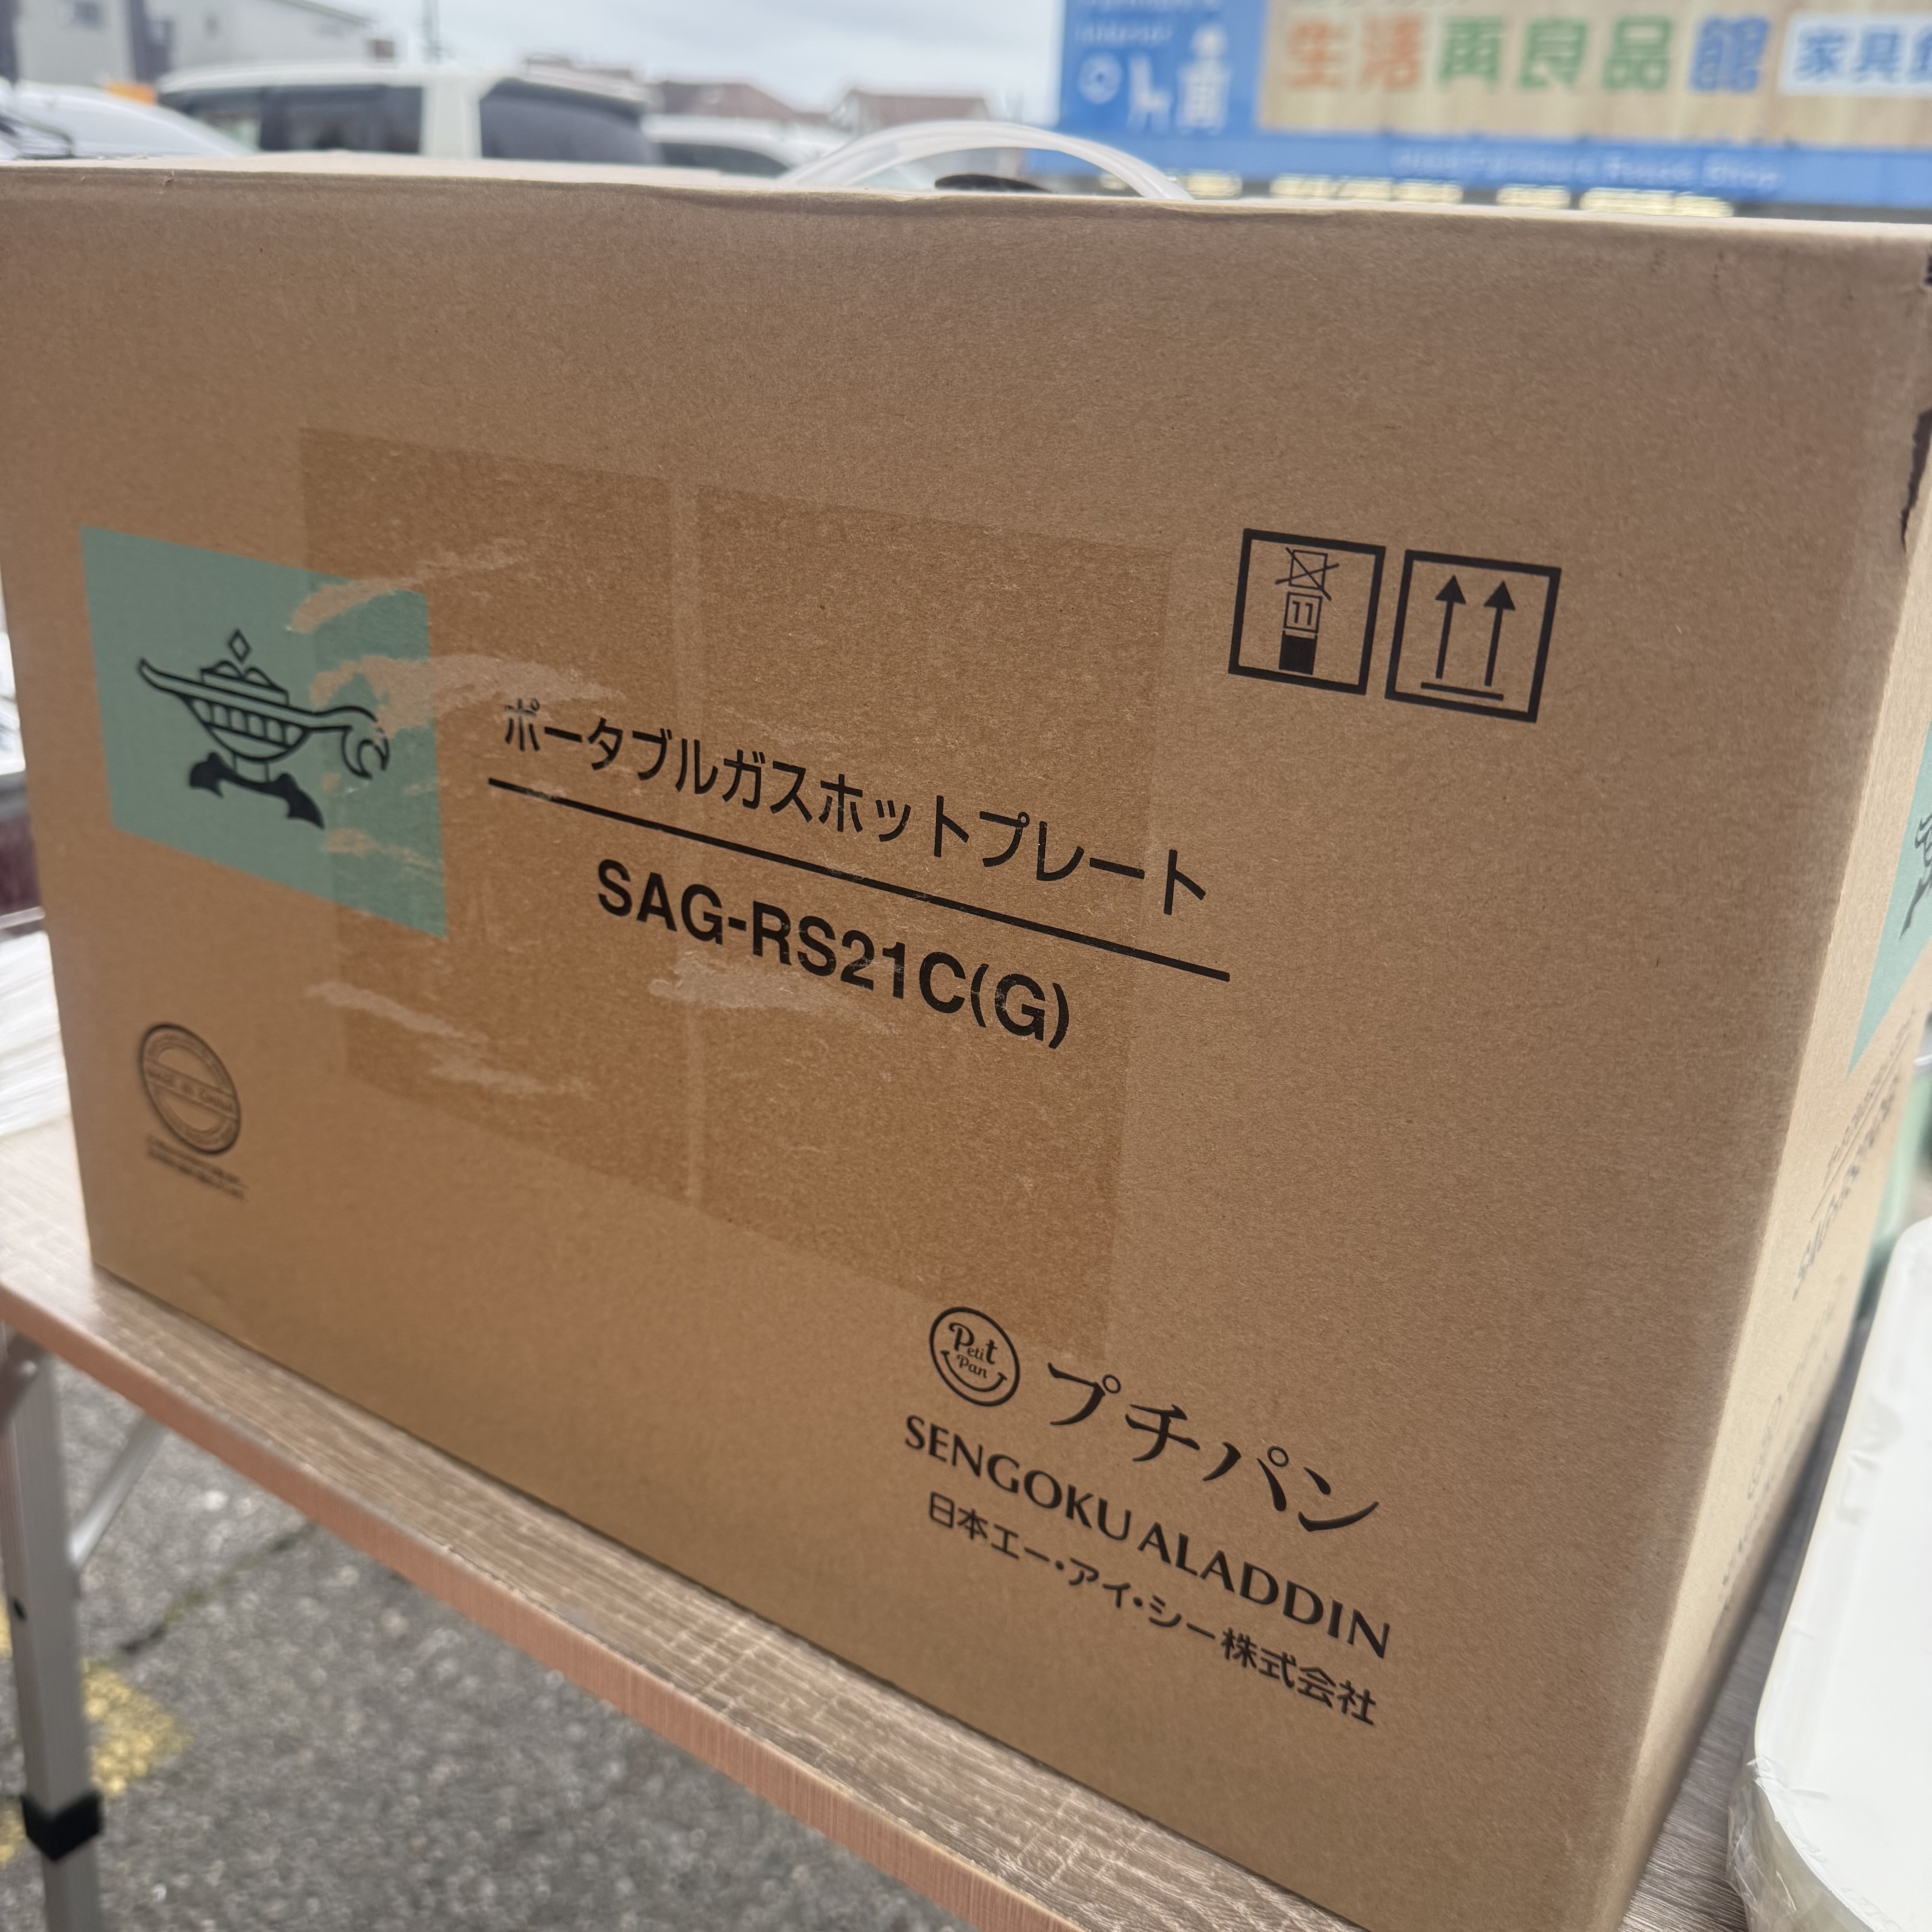 生活再良品館
家具
11
ポータブルガスホットプレート
SAG-RS21C(G)
Petit
Pan
プチパン
SENGOKU ALADDIN
日本エー・アイ・シー株式会社